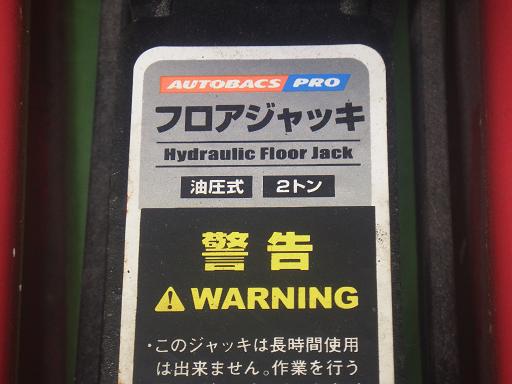 AUTOBACS PRO
フロアジャッキ
Hydraulic Floor Jack
油圧式 2トン
警告
WARNING
・このジャッキは長時間使用
は出来ません。作業を行う